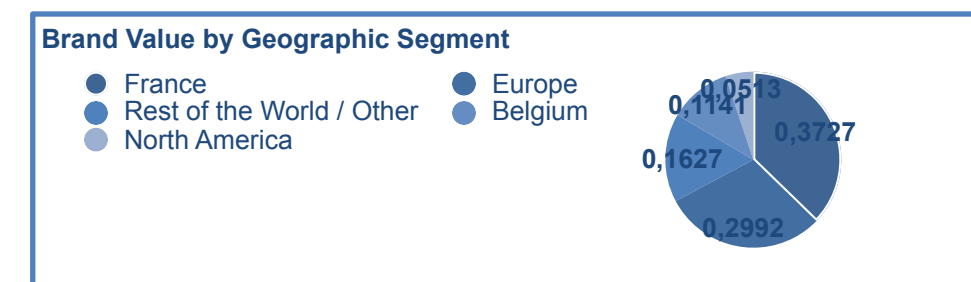 Brand Value by Geographic Segment
France
Europe
Rest of the World / Other
Belgium
North America
0,0513
0,1141
0,3727
0,1627
0,2992